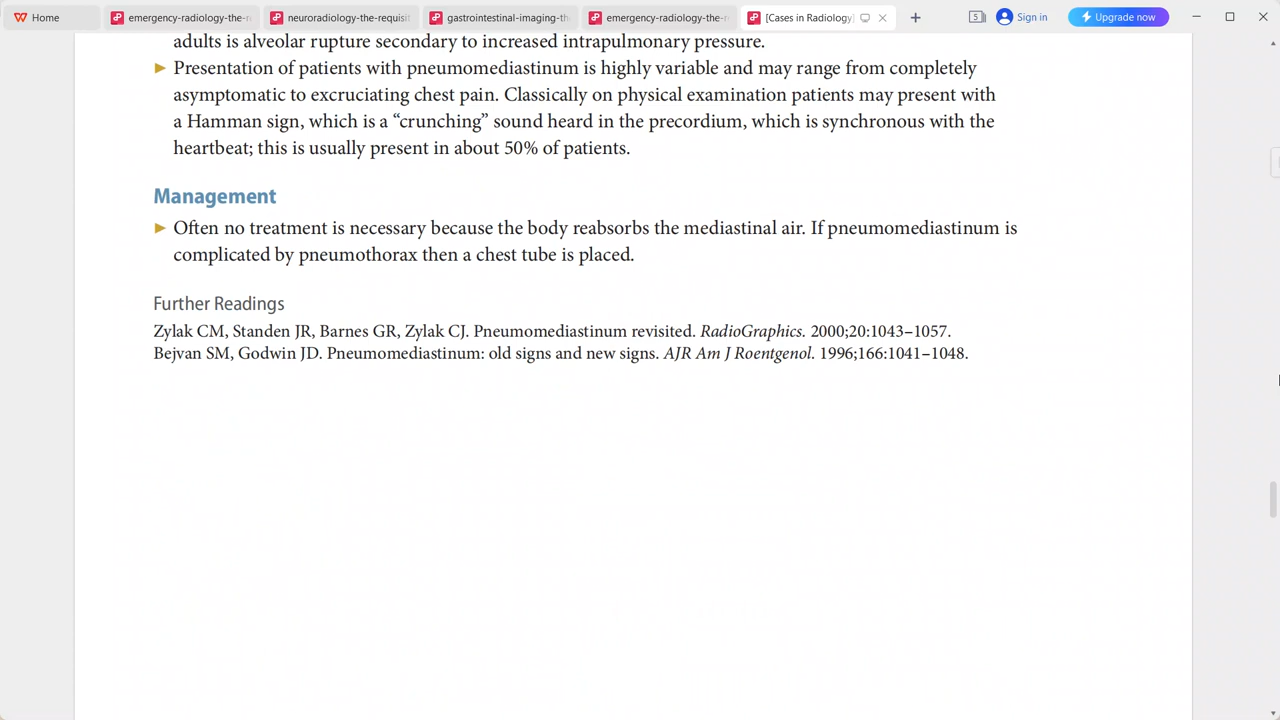 Home
emergency-radiology-the-r
neuroradiology-the-requisit
gastrointestinal-imaging-th
emergency-radiology-the-r
[Cases in Radiology]
5
Sign in
Upgrade now
adults is alveolar rupture secondary to increased intrapulmonary pressure.
► Presentation of patients with pneumomediastinum is highly variable and may range from completely
asymptomatic to excruciating chest pain. Classically on physical examination patients may present with
a Hamman sign, which is a “crunching” sound heard in the precordium, which is synchronous with the
heartbeat; this is usually present in about 50% of patients.
Management
► Often no treatment is necessary because the body reabsorbs the mediastinal air. If pneumomediastinum is
complicated by pneumothorax then a chest tube is placed.
Further Readings
Zylak CM, Standen JR, Barnes GR, Zylak CJ. Pneumomediastinum revisited. RadioGraphics. 2000;20:1043–1057.
Bejvan SM, Godwin JD. Pneumomediastinum: old signs and new signs. AJR Am J Roentgenol. 1996;166:1041–1048.